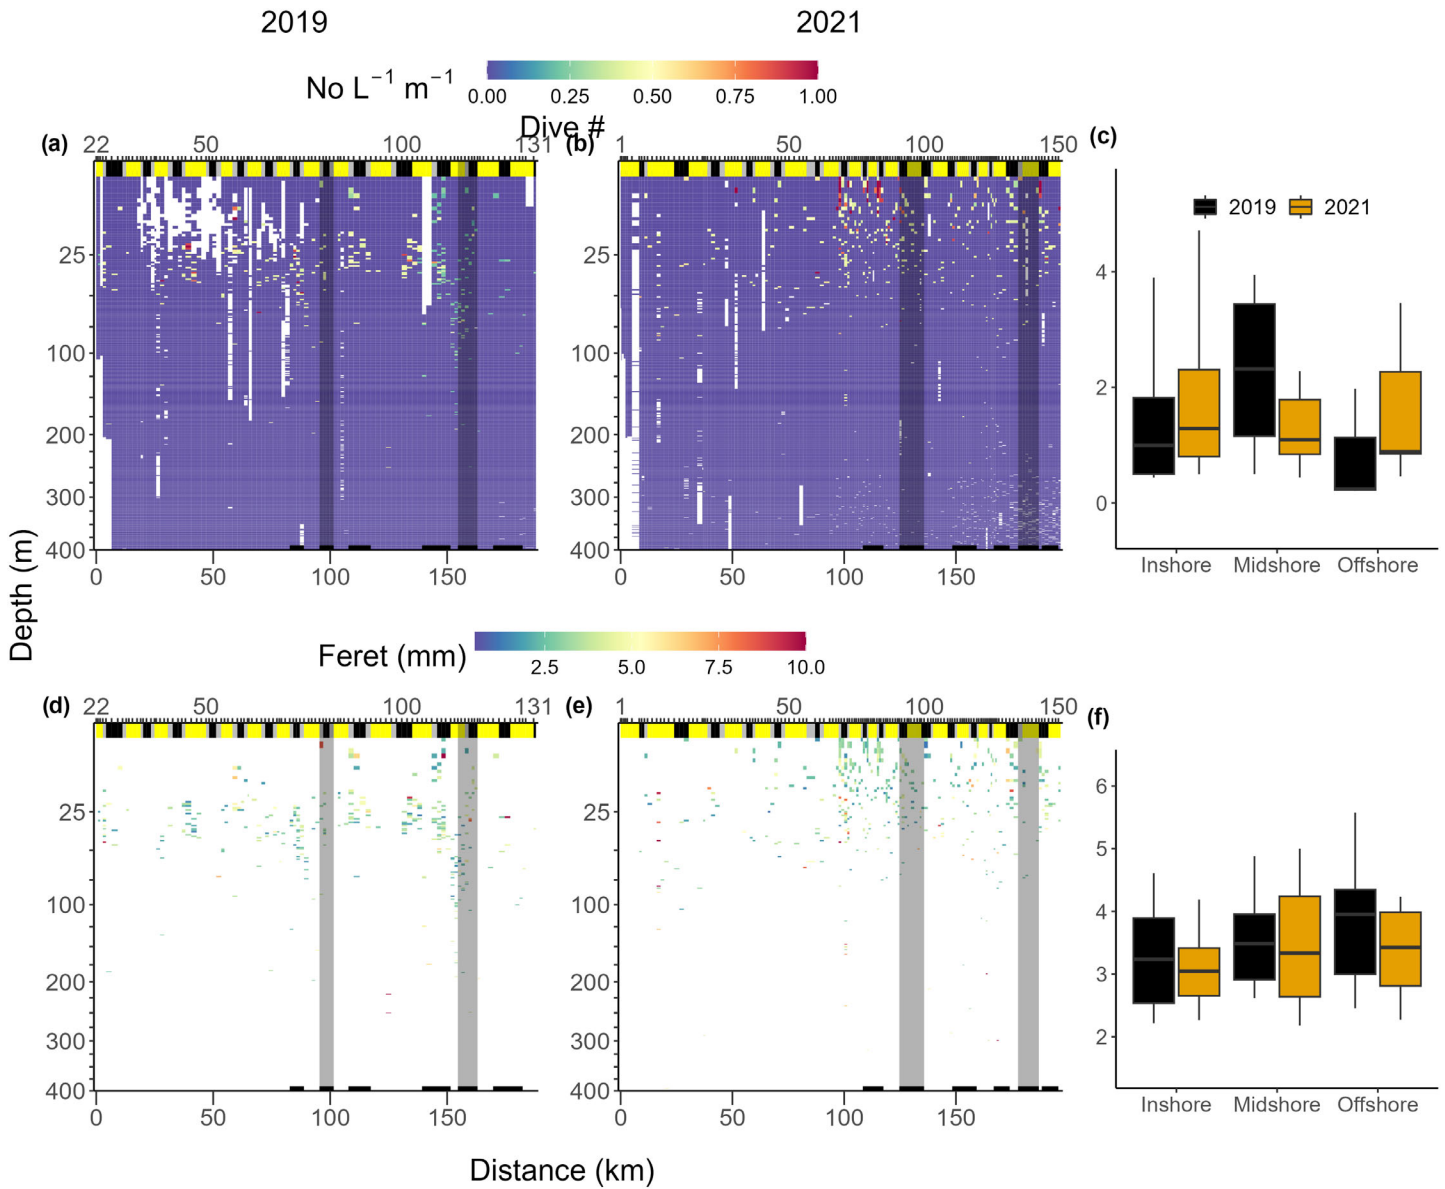 2019 2021
No L⁻¹ m⁻¹
0.00 0.25 0.50 0.75 1.00
Dive #
(a) 22 50 100 131
(b) 1 50 100 150
(c)
25
100
200
300
400
0 50 100 150
25
100
200
300
400
0 50 100 150
2019 2021
4
2
0
Inshore Midshore Offshore
Depth (m)
Feret (mm)
2.5 5.0 7.5 10.0
(d) 22 50 100 131
(e) 1 50 100 150
(f)
25
100
200
300
400
0 50 100 150
25
100
200
300
400
0 50 100 150
6
5
4
3
2
Inshore Midshore Offshore
Distance (km)